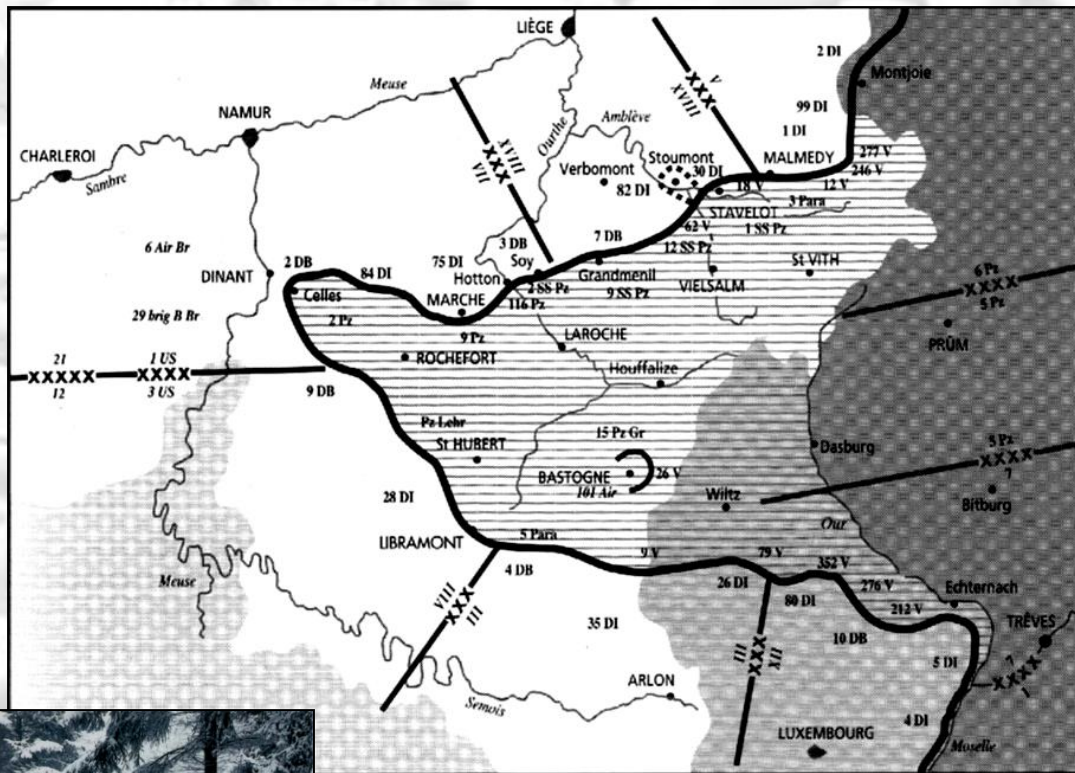 LIÈGE
2 DI
Montjoie
Meuse
V
XXX
XVIII
99 DI
NAMUR
Ourthe
Amblève
1 DI
CHARLEROI
Sambre
XVIII
XXX
VII
Verbomont
Stoumont
30 DI
MALMEDY
277 V
246 V
82 DI
18 V
12 V
STAVELOT
3 Para
1 SS Pz
6 Air Br
3 DB
7 DB
62 V
12 SS Pz
DINANT
2 DB
84 DI
75 DI
Soy
Hotton
Grandmenil
St VITH
Celles
MARCHE
2 SS Pz
9 SS Pz
VIELSALM
6 Pz
XXXX
5 Pz
29 brig B Br
2 Pz
116 Pz
9 Pz
LAROCHE
PRÜM
21
XXXXX
12
1 US
XXXX
3 US
ROCHEFORT
Houffalize
9 DB
Pz Lehr
15 Pz Gr
Dasburg
St HUBERT
5 Pz
XXXX
7
BASTOGNE
26 V
101 Air
Wiltz
Bitburg
28 DI
Our
LIBRAMONT
5 Para
Meuse
4 DB
9 V
79 V
352 V
VIII
XXX
III
26 DI
80 DI
276 V
Echternach
212 V
TRÊVES
35 DI
10 DB
III
XXX
XII
5 DI
7
XXXX
1
ARLON
Semois
4 DI
LUXEMBOURG
Moselle